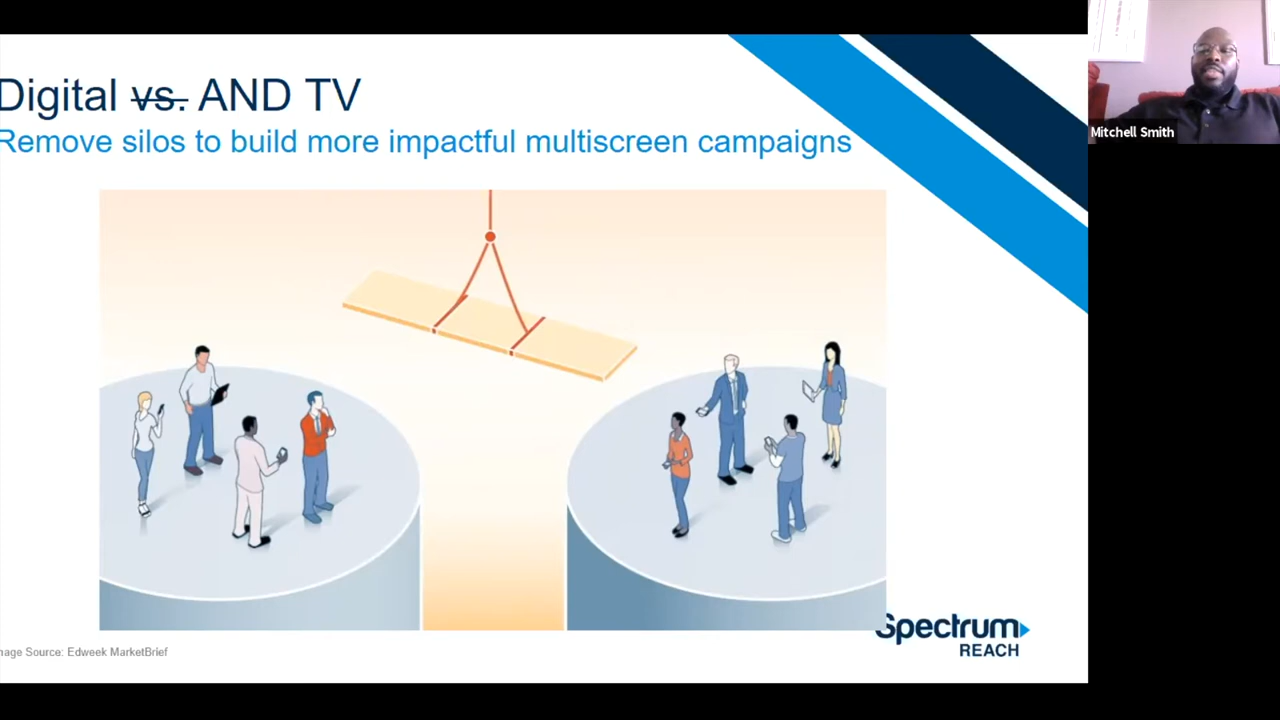 Digital vs. AND TV
Remove silos to build more impactful multiscreen campaigns
Mitchell Smith
Spectrum
REACH
mage Source: Edweek MarketBrief